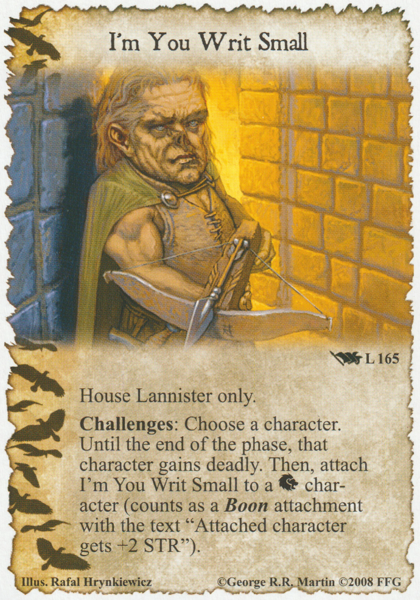 I'm You Writ Small
L 165
House Lannister only.
Challenges: Choose a character.
Until the end of the phase, that
character gains deadly. Then, attach
I'm You Writ Small to a char-
acter (counts as a Boon attachment
with the text “Attached character
gets +2 STR”).
Illus. Rafal Hrynkiewicz ©George R.R. Martin ©2008 FFG